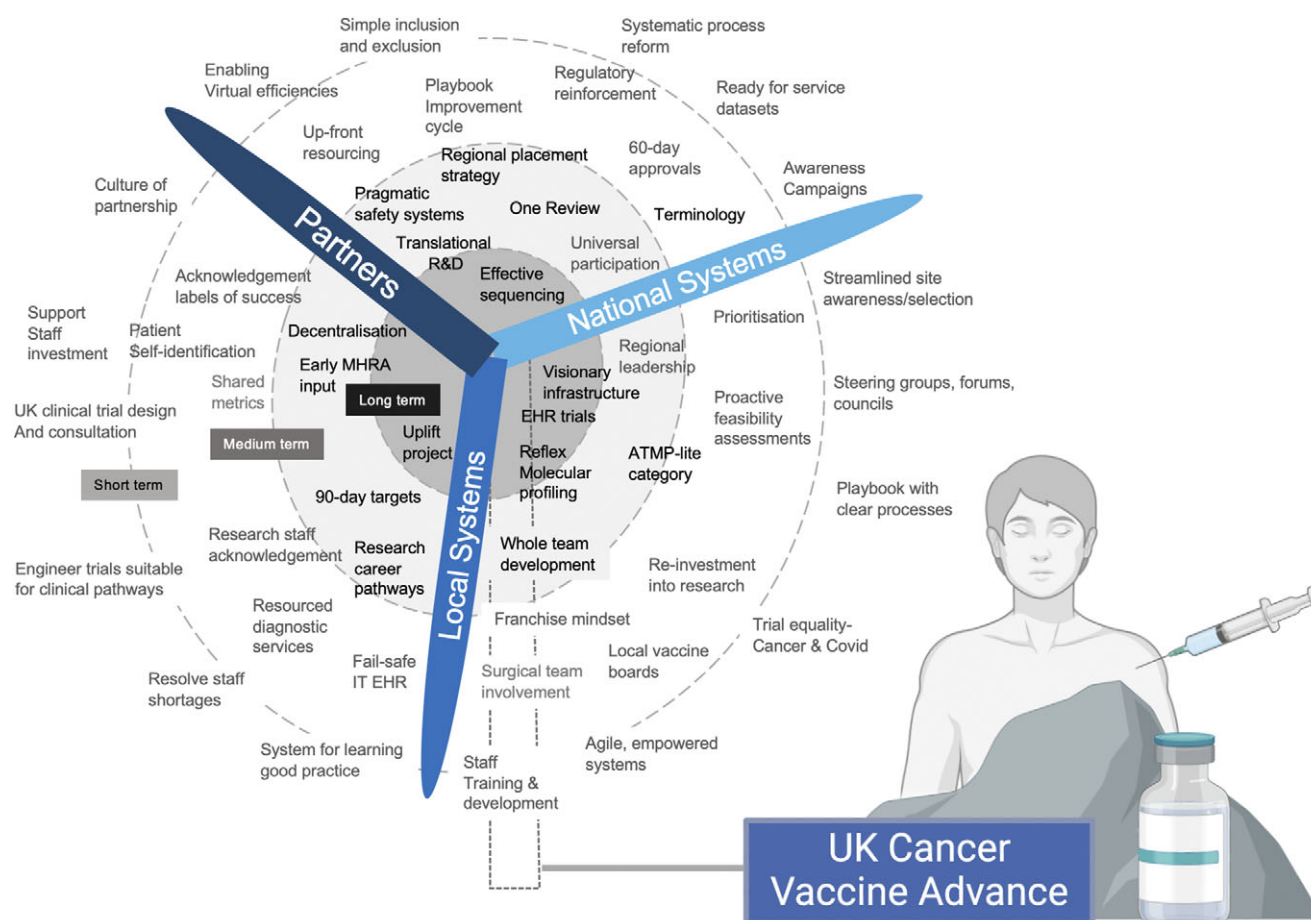 Simple inclusion
and exclusion
Systematic process
reform
Enabling
Virtual efficiencies
Playbook
Improvement
cycle
Regulatory
reinforcement
Ready for service
datasets
Up-front
resourcing
Regional placement
strategy
60-day
approvals
Awareness
Campaigns
Culture of
partnership
Pragmatic
safety systems
One Review
Terminology
Partners
Translational
R&D
Universal
participation
Effective
sequencing
National Systems
Acknowledgement
labels of success
Streamlined site
awareness/selection
Support
Staff
investment
Patient
Self-identification
Decentralisation
Prioritisation
Regional
leadership
Early MHRA
input
Visionary
infrastructure
Shared
metrics
Long term
Steering groups, forums,
councils
UK clinical trial design
And consultation
Medium term
EHR trials
Proactive
feasibility
assessments
Uplift
project
Reflex
Molecular
profiling
ATMP-lite
category
Short term
90-day targets
Local Systems
Playbook with
clear processes
Research staff
acknowledgement
Research
career
pathways
Whole team
development
Engineer trials suitable
for clinical pathways
Re-investment
into research
Resourced
diagnostic
services
Franchise mindset
Trial equality-
Cancer & Covid
Fail-safe
IT EHR
Surgical team
involvement
Local vaccine
boards
Resolve staff
shortages
System for learning
good practice
Staff
Training &
development
Agile, empowered
systems
UK Cancer
Vaccine Advance